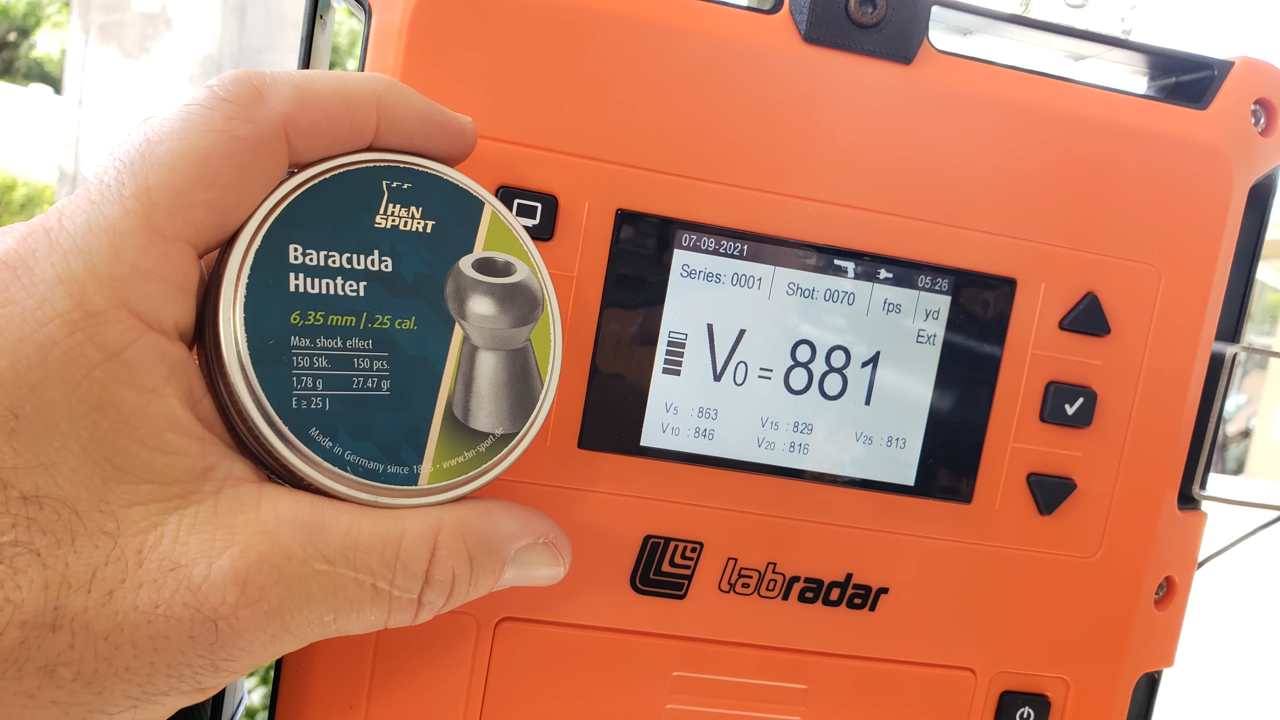 H&N
SPORT
Baracuda
Hunter
6,35 mm | .25 cal.
Max. shock effect
150 Stk. 150 pcs.
1,78 g 27.47 gr
E ≥ 25 J
Made in Germany since • www.hn-sport.de
07-09-2021 05:26
Series: 0001 Shot: 0070 fps yd
Ext
V0 = 881
V5 : 863 V15 : 829 V25 : 813
V10 : 846 V20 : 816
labradar